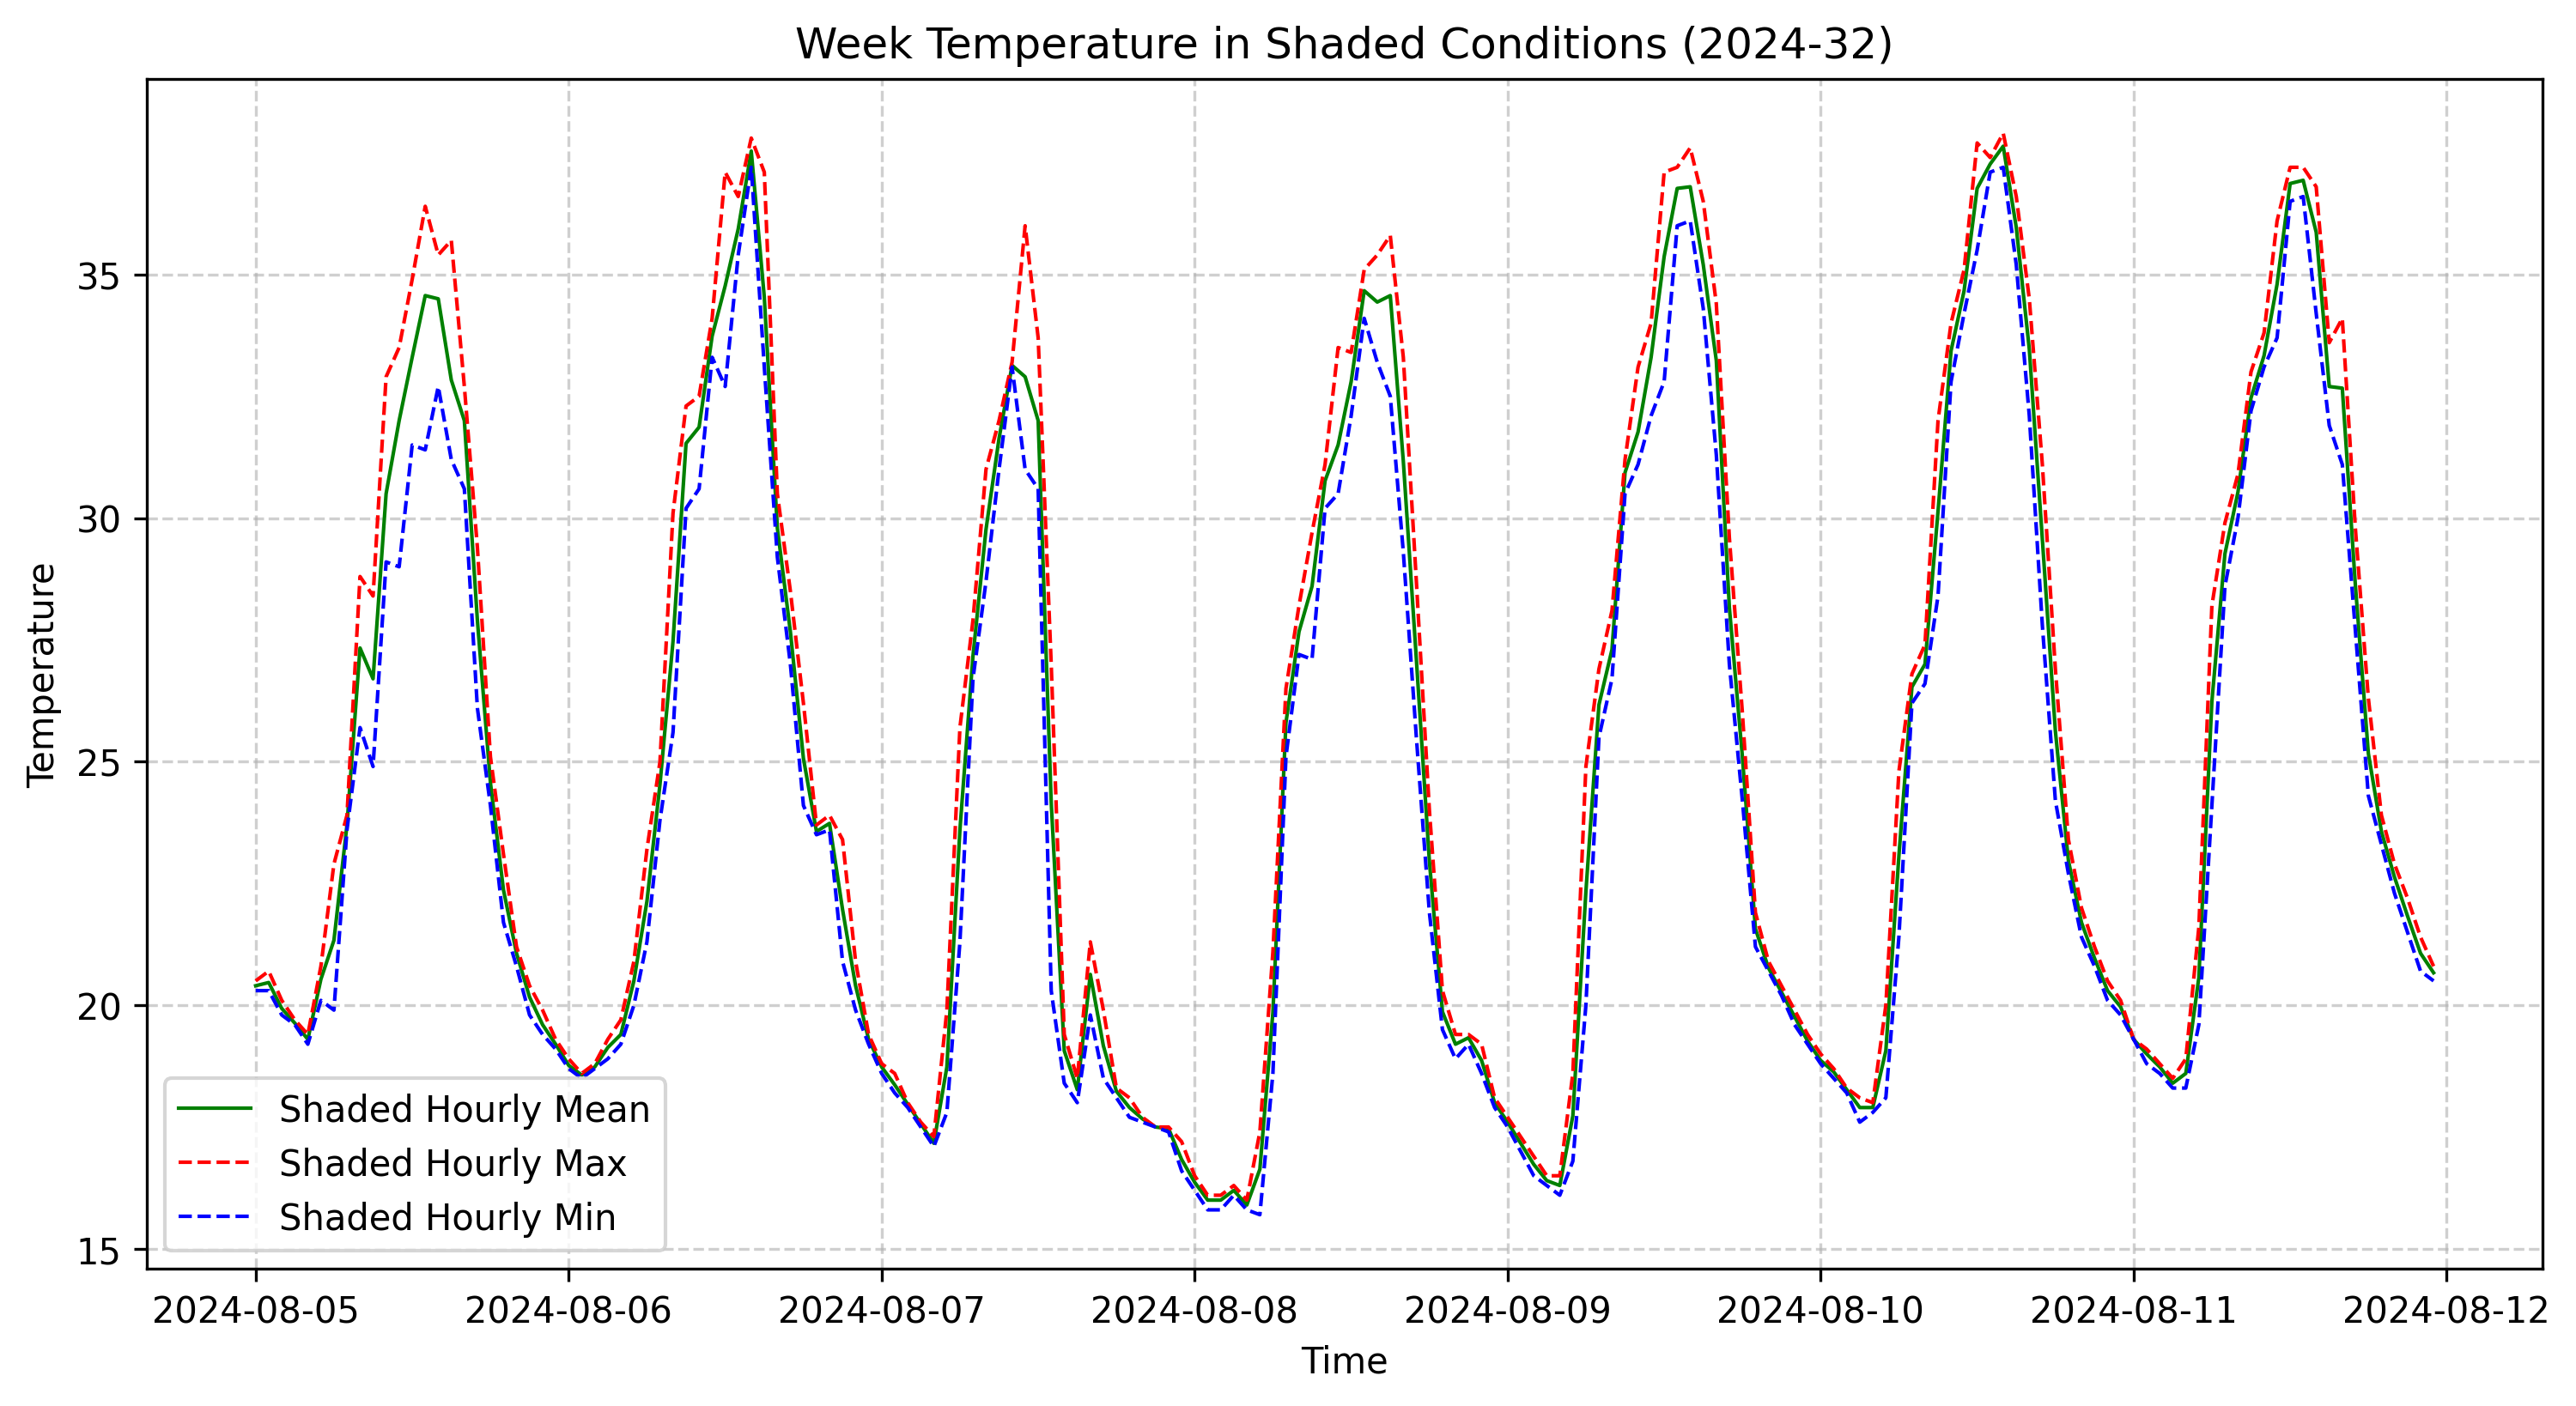 Week Temperature in Shaded Conditions (2024-32)
Temperature
35
30
25
20
15
Shaded Hourly Mean
Shaded Hourly Max
Shaded Hourly Min
2024-08-05 2024-08-06 2024-08-07 2024-08-08 2024-08-09 2024-08-10 2024-08-11 2024-08-12
Time